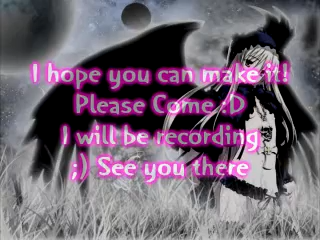 I hope you can make it!
Please Come :D
I will be recording
;) See you there